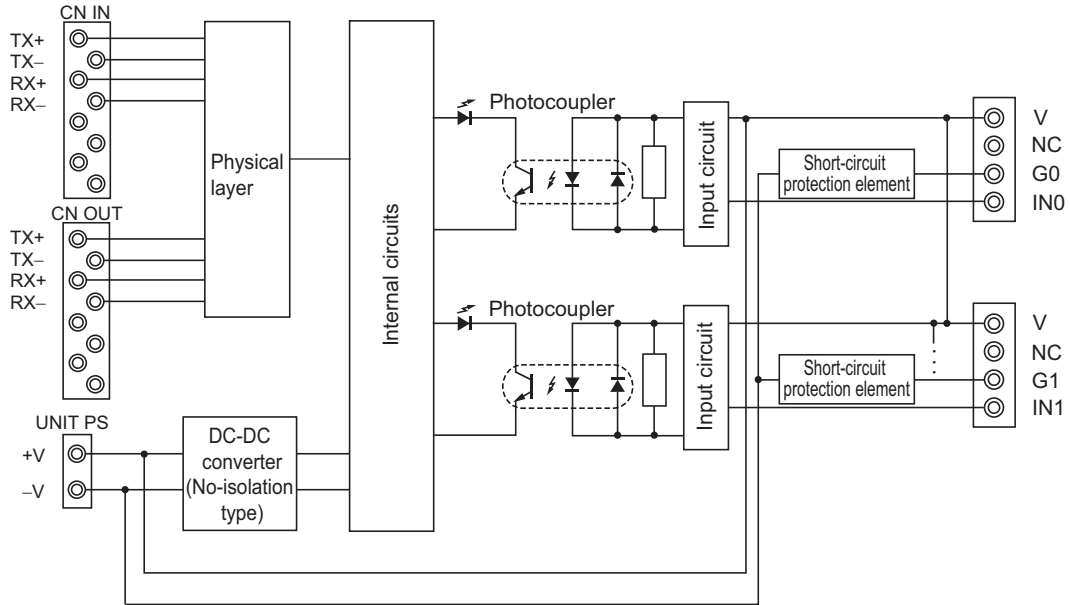 CN IN
TX+
TX−
RX+
RX−
CN OUT
TX+
TX−
RX+
RX−
UNIT PS
+V
−V
Physical
layer
DC-DC
converter
(No-isolation
type)
Internal circuits
Photocoupler
Input circuit
Short-circuit
protection element
V
NC
G0
IN0
Photocoupler
Input circuit
Short-circuit
protection element
V
NC
G1
IN1